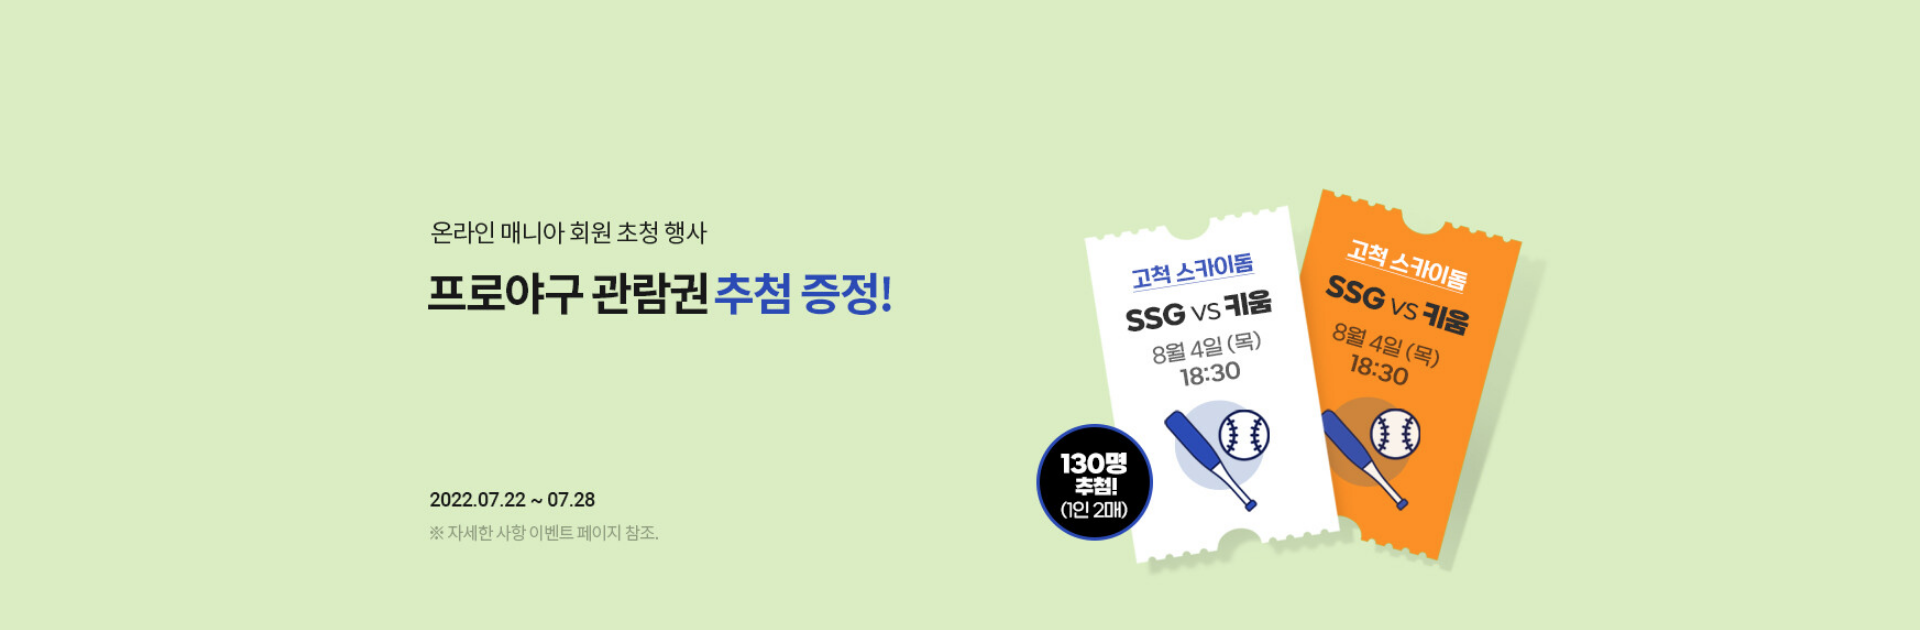 온라인 매니아 회원 초청 행사
프로야구 관람권 추첨 증정!
2022.07.22 ~ 07.28
※ 자세한 사항 이벤트 페이지 참조.
고척 스카이돔
SSG vs 키움
8월 4일 (목)
18:30
고척 스카이돔
SSG vs 키움
8월 4일 (목)
18:30
130명
추첨!
(1인 2매)